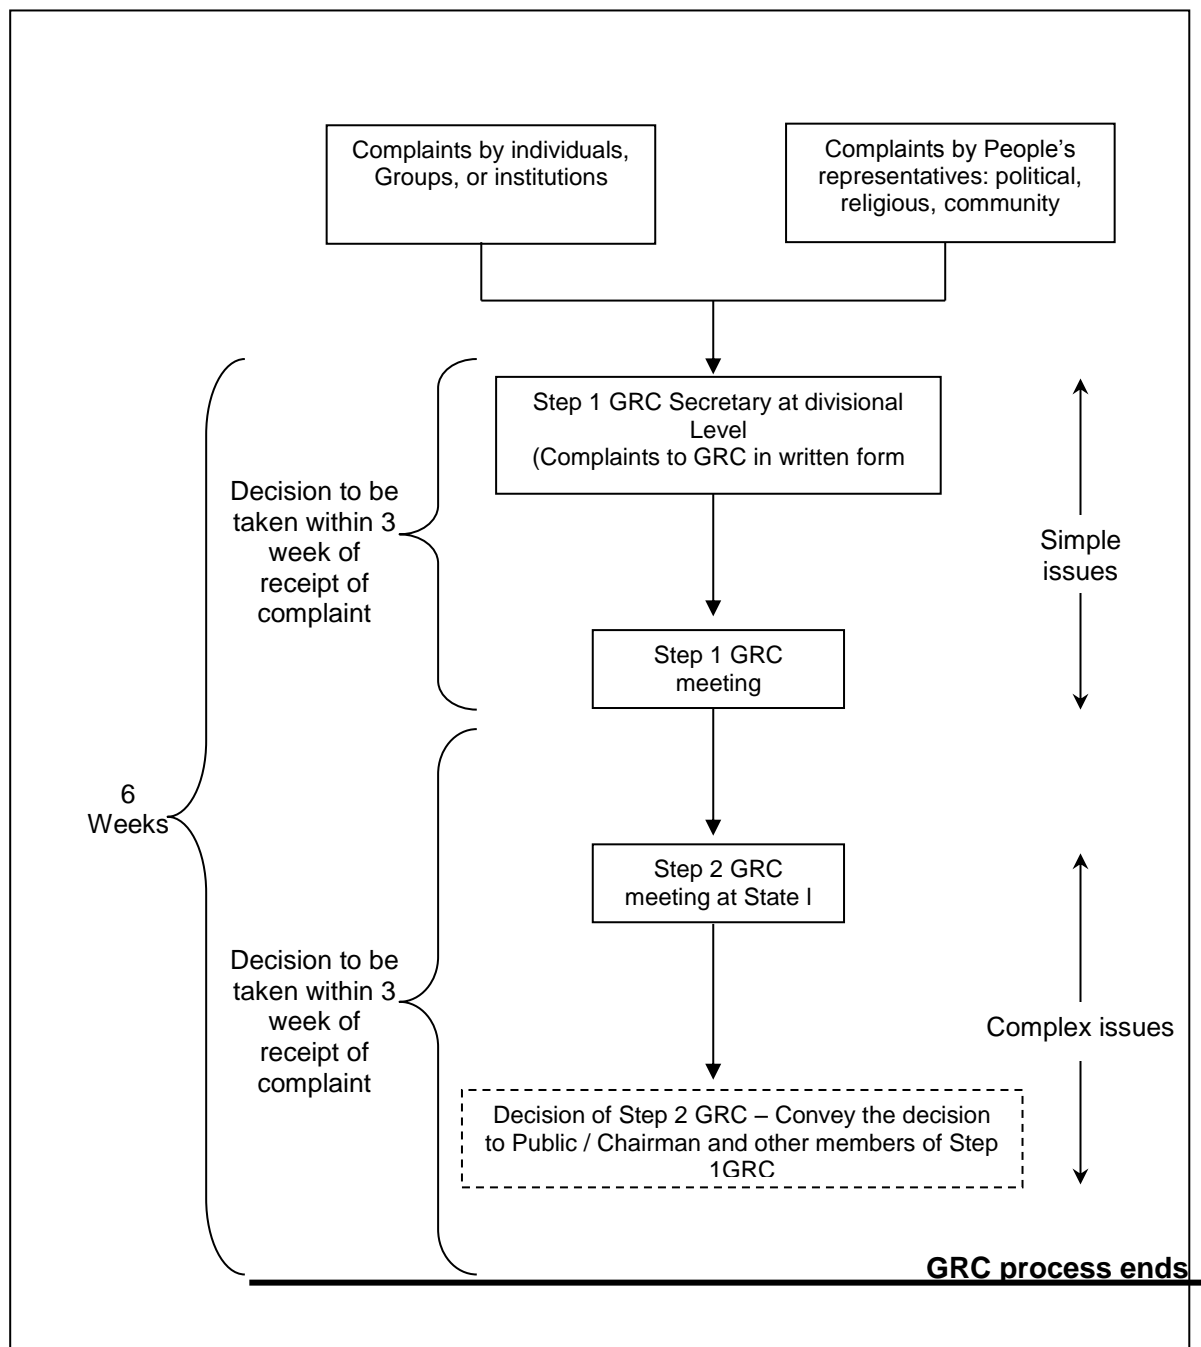 Complaints by individuals,
Groups, or institutions
Complaints by People's
representatives: political,
religious, community
Step 1 GRC Secretary at divisional
Level
(Complaints to GRC in written form
Decision to be
taken within 3
week of
receipt of
complaint
Simple
issues
Step 1 GRC
meeting
6
Weeks
Step 2 GRC
meeting at State l
Decision to be
taken within 3
week of
receipt of
complaint
Complex issues
Decision of Step 2 GRC – Convey the decision
to Public / Chairman and other members of Step
1GRC
GRC process ends